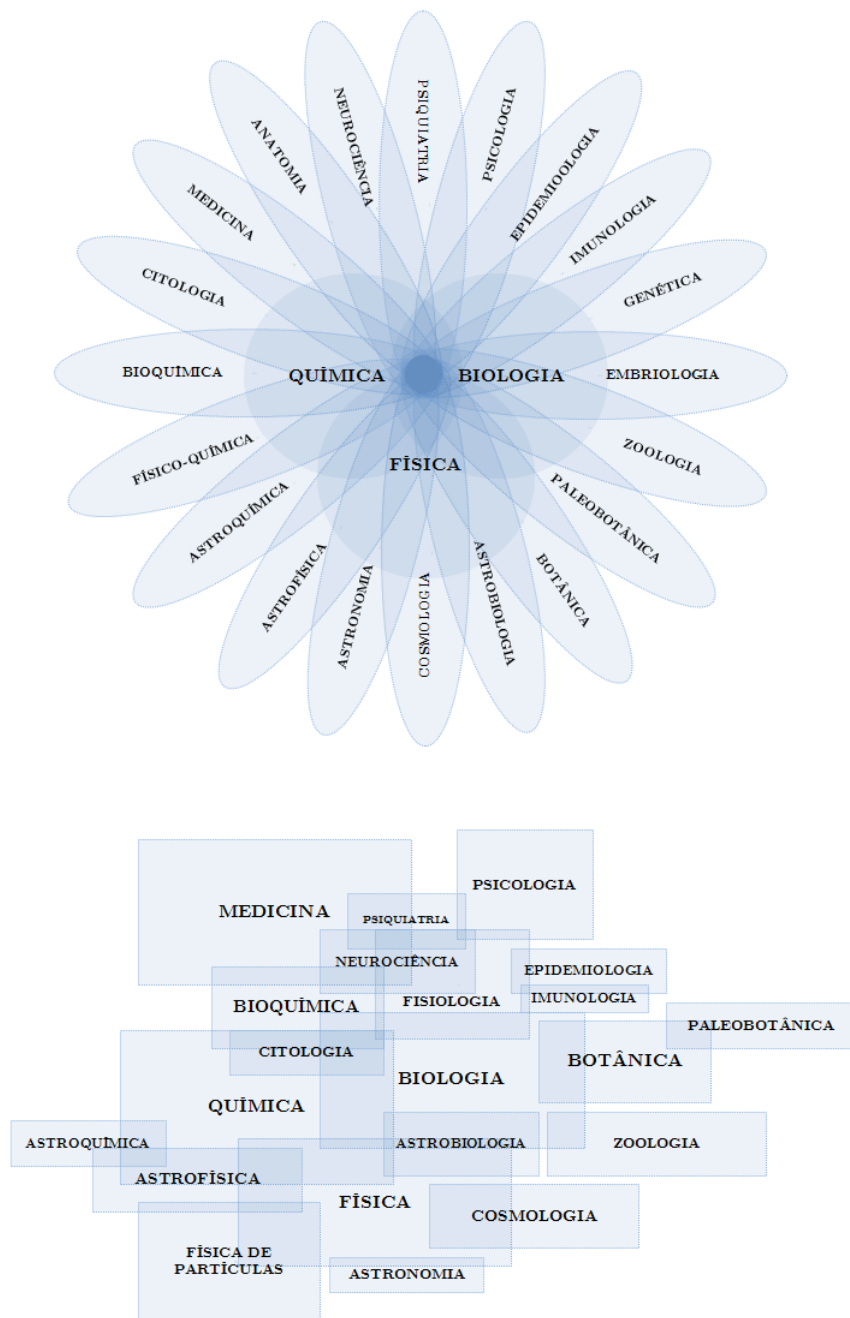 PSIQUIATRIA
PSICOLOGIA
NEUROCIÊNCIA
EPIDEMIOOLOGIA
ANATOMIA
IMUNOLOGIA
MEDICINA
GENÉTICA
CITOLOGIA
BIOQUÍMICA
QUÍMICA
BIOLOGIA
EMBRIOLOGIA
FÍSICA
FÍSICO-QUÍMICA
ZOOLOGIA
ASTROQUÍMICA
PALEOBOTÂNICA
ASTROFÍSICA
BOTÂNICA
ASTRONOMIA
COSMOLOGIA
ASTROBIOLOGIA
PSICOLOGIA
MEDICINA
PSIQUIATRIA
NEUROCIÊNCIA
EPIDEMIOLOGIA
FISIOLOGIA
IMUNOLOGIA
BIOQUÍMICA
PALEOBOTÂNICA
CITOLOGIA
BOTÂNICA
BIOLOGIA
QUÍMICA
ASTROQUÍMICA
ASTROBIOLOGIA
ZOOLOGIA
ASTROFÍSICA
FÍSICA
COSMOLOGIA
FÍSICA DE
PARTÍCULAS
ASTRONOMIA